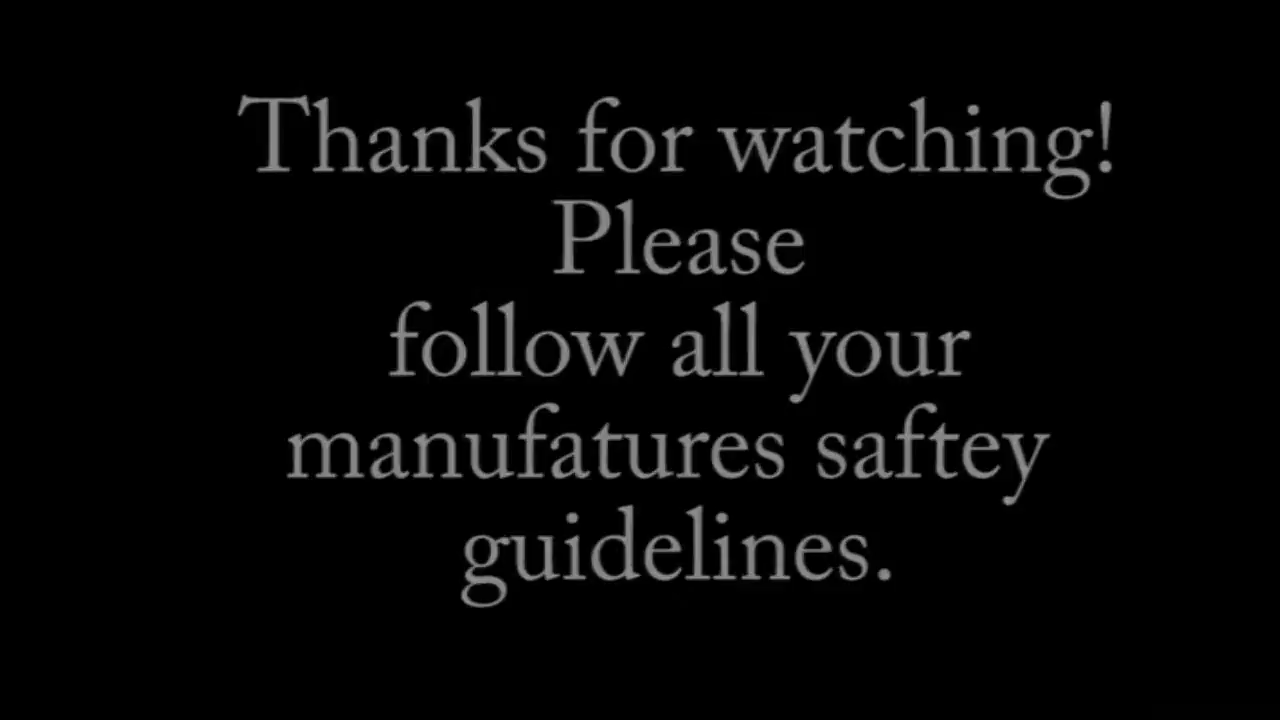 Thanks for watching!
Please
follow all your
manufatures saftey
guidelines.